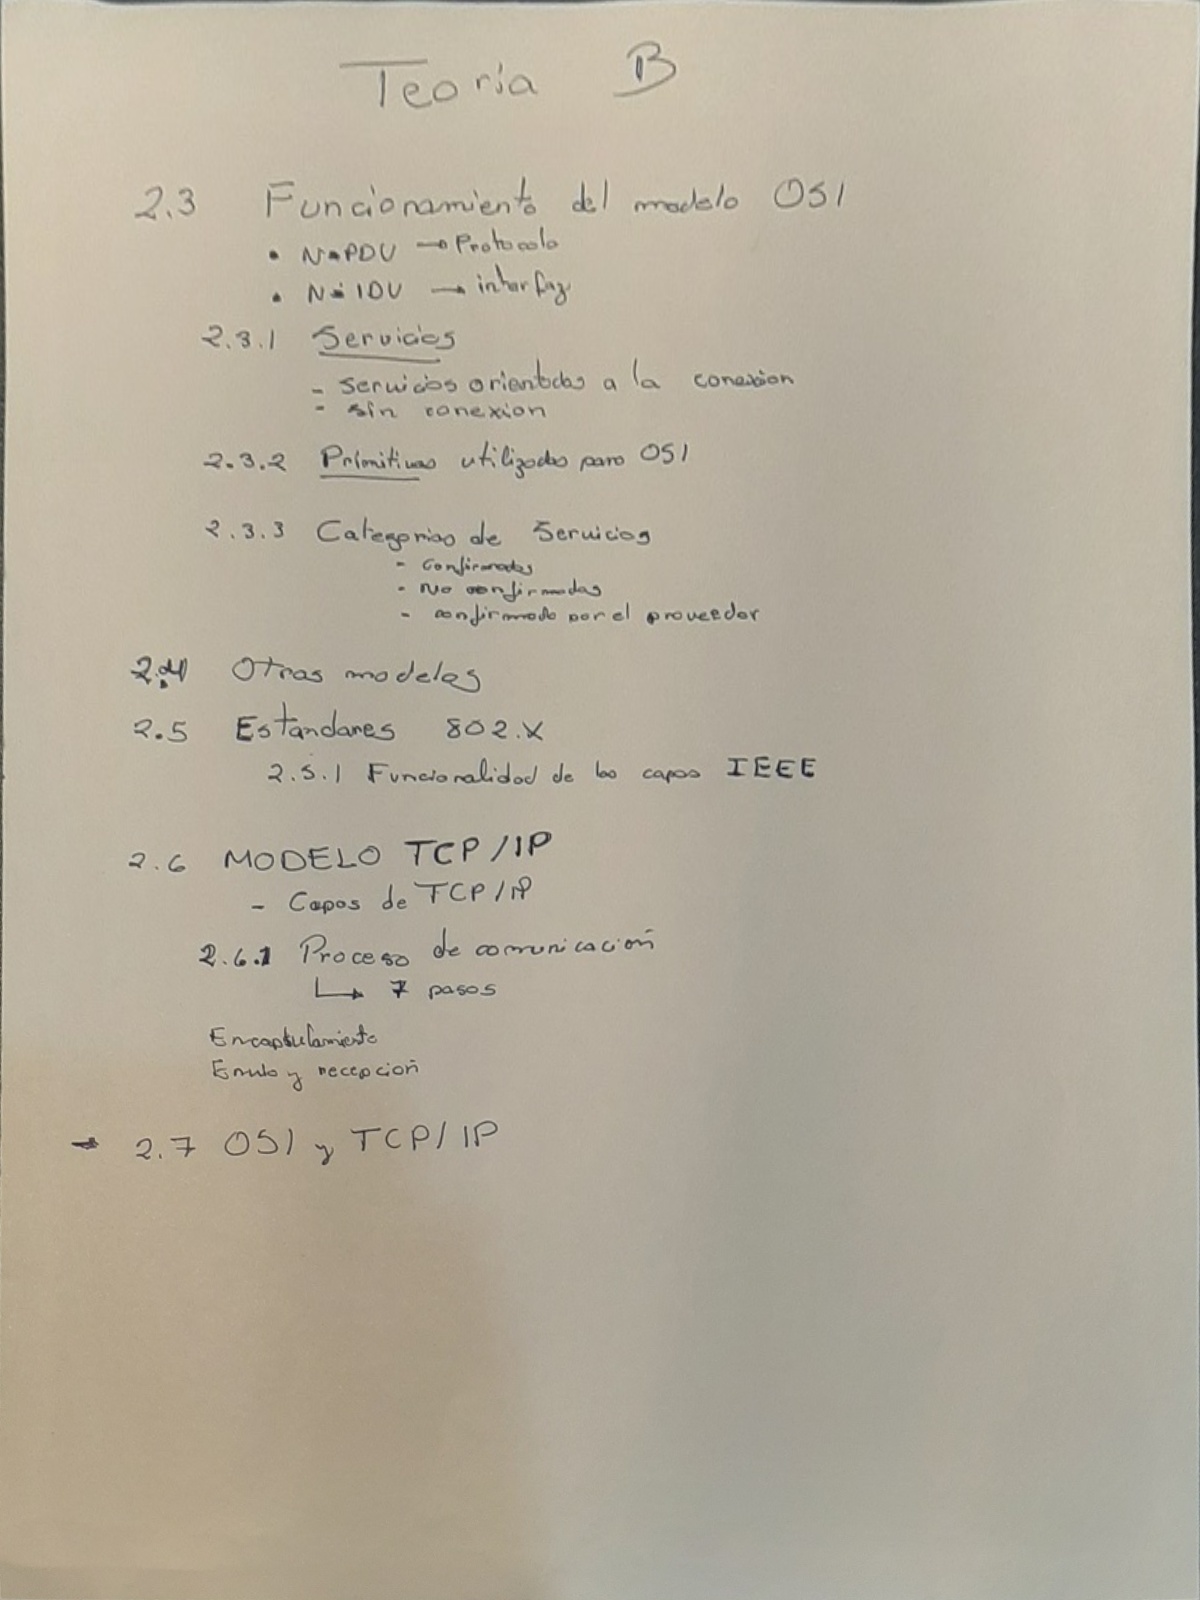 Teoria B
2.3 Funcionamiento del modelo OSI
• N-PDU → Protocolo
• N-IDU → interfaz
2.3.1 Servicios
- Servicios orientados a la conexion
- sin conexion
2.3.2 Primitivas utilizadas para OSI
2.3.3 Categorias de Servicios
- Confirmados
- No confirmados
- confirmado por el proveedor
2.4 Otros modelos
2.5 Estandares 802.X
2.5.1 Funcionalidad de las capas IEEE
2.6 MODELO TCP/IP
- Capas de TCP/IP
2.6.1 Proceso de comunicación
↳ 7 pasos
Encapsulamiento
Envio y recepción
→ 2.7 OSI y TCP/IP